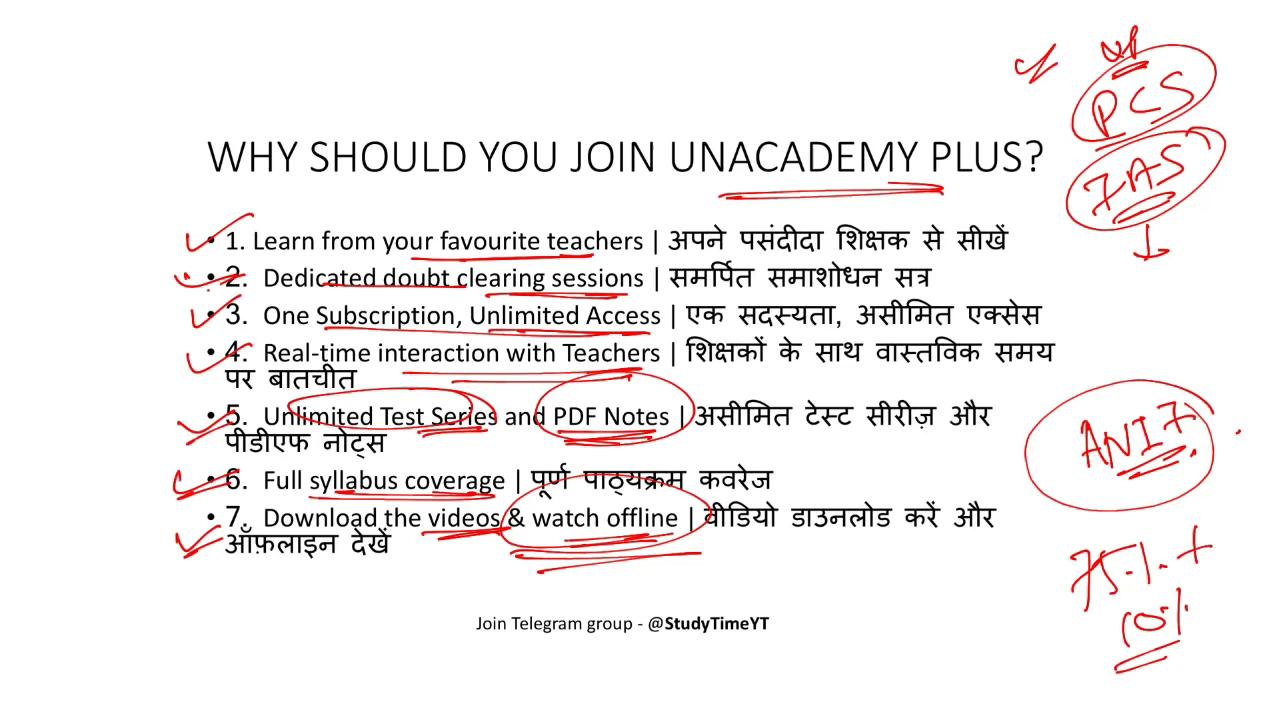 UP
PCS
IAS
WHY SHOULD YOU JOIN UNACADEMY PLUS?
• 1. Learn from your favourite teachers | अपने पसंदीदा शिक्षक से सीखें
• 2. Dedicated doubt clearing sessions | समर्पित समाशोधन सत्र
• 3. One Subscription, Unlimited Access | एक सदस्यता, असीमित एक्सेस
• 4. Real-time interaction with Teachers | शिक्षकों के साथ वास्तविक समय
पर बातचीत
• 5. Unlimited Test Series and PDF Notes | असीमित टेस्ट सीरीज़ और
पीडीएफ नोट्स
• 6. Full syllabus coverage | पूर्ण पाठ्यक्रम कवरेज
• 7. Download the videos & watch offline | वीडियो डाउनलोड करें और
ऑफ़लाइन देखें
ANI7
75% +
10%
Join Telegram group - @StudyTimeYT